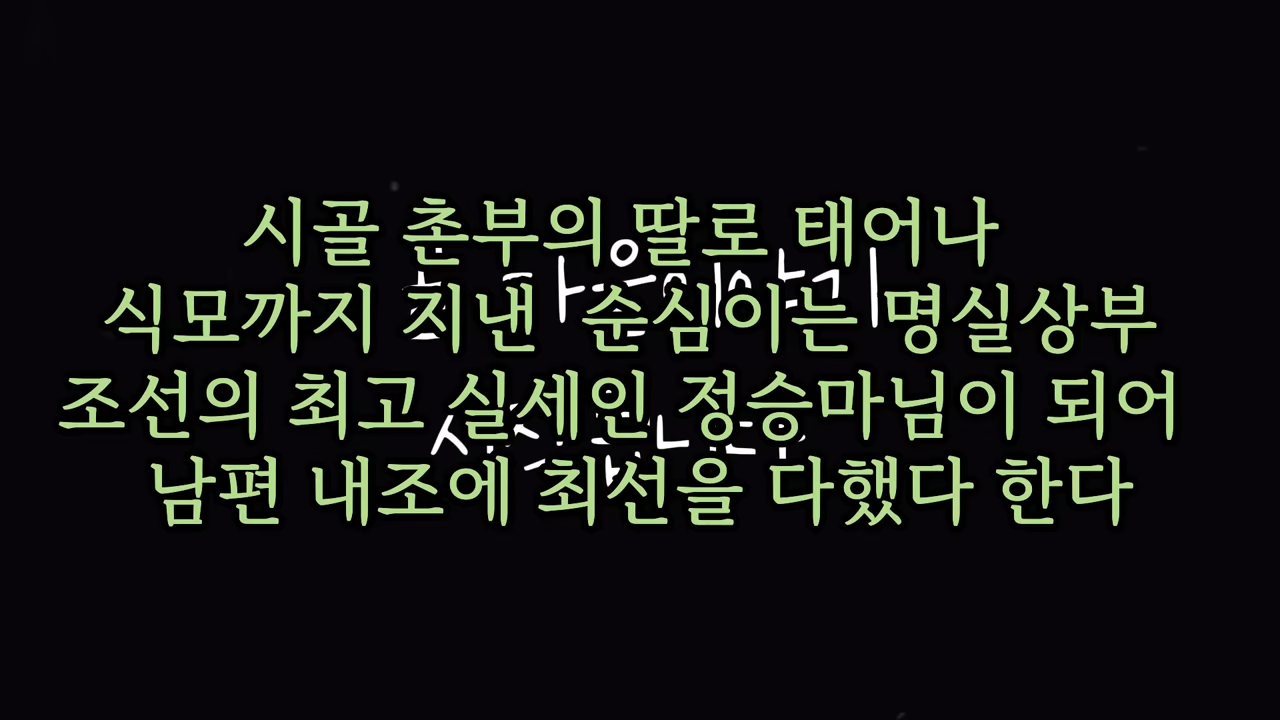 시골 촌부의 딸로 태어나
식모까지 지낸 순심이는 명실상부
조선의 최고 실세인 정승마님이 되어
남편 내조에 최선을 다했다 한다